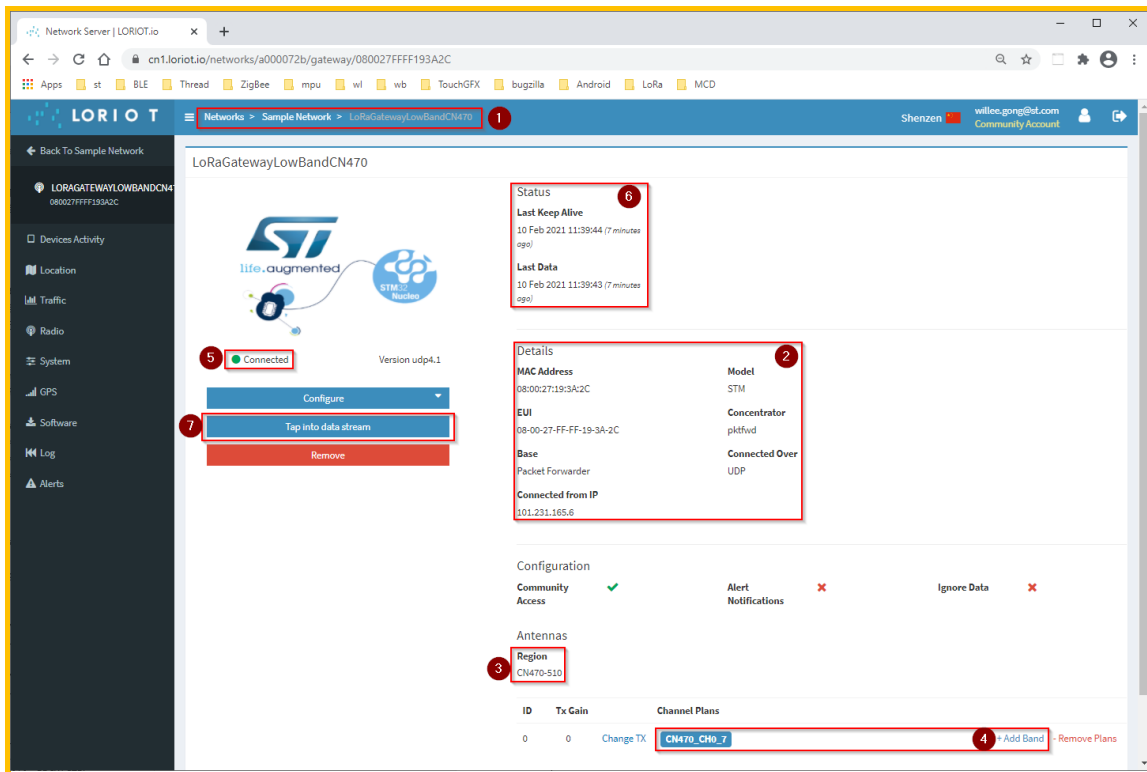 Network Server | LORIOT.io
cn1.loriot.io/networks/a000072b/gateway/080027FFFF193A2C
Apps st BLE Thread ZigBee mpu wl wb TouchGFX bugzilla Android LoRa MCD
LORIOT
Networks > Sample Network > LoRaGatewayLowBandCN470
1
Shenzen
willee.gong@st.com
Community Account
Back To Sample Network
LORAGATEWAYLOWBANDCN4
080027FFFF193A2C
Devices Activity
Location
Traffic
Radio
System
GPS
Software
Log
Alerts
LoRaGatewayLowBandCN470
ST
life.augmented
STM32
Nucleo
5
Connected
Version udp4.1
Configure
7
Tap into data stream
Remove
Status
6
Last Keep Alive
10 Feb 2021 11:39:44 (7 minutes
ago)
Last Data
10 Feb 2021 11:39:43 (7 minutes
ago)
Details
2
MAC Address Model
08:00:27:19:3A:2C STM
EUI Concentrator
08-00-27-FF-FF-19-3A-2C pktfwd
Base Connected Over
Packet Forwarder UDP
Connected from IP
101.231.165.6
Configuration
Community
Access
Alert
Notifications
Ignore Data
Antennas
3
Region
CN470-510
ID Tx Gain Channel Plans
0 0 Change TX CN470_CH0_7 4 + Add Band - Remove Plans